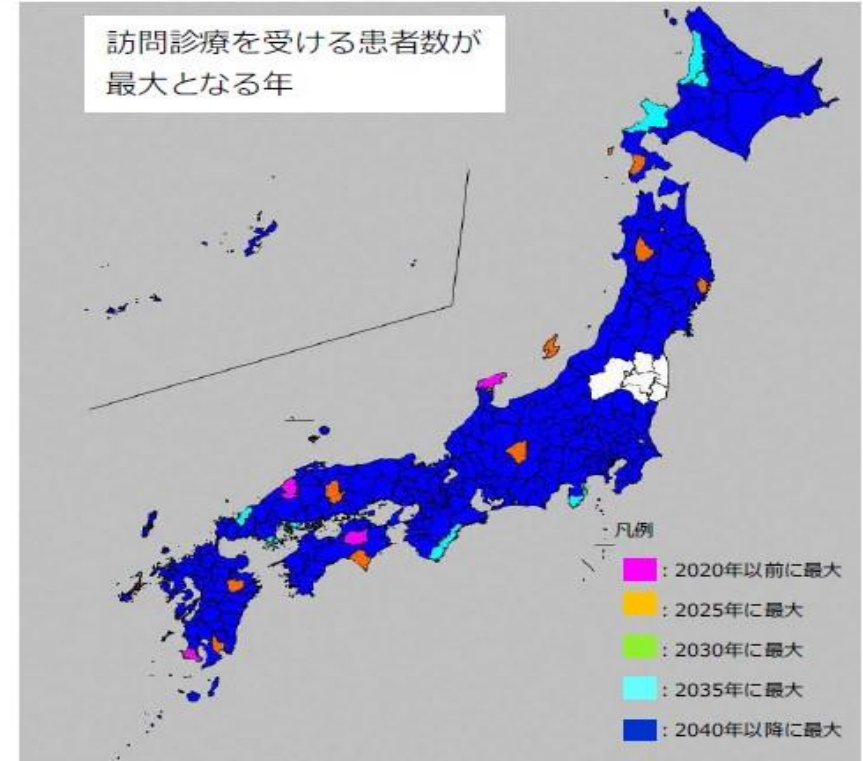 訪問診療を受ける患者数が
最大となる年
凡例
：2020年以前に最大
：2025年に最大
：2030年に最大
：2035年に最大
：2040年以降に最大